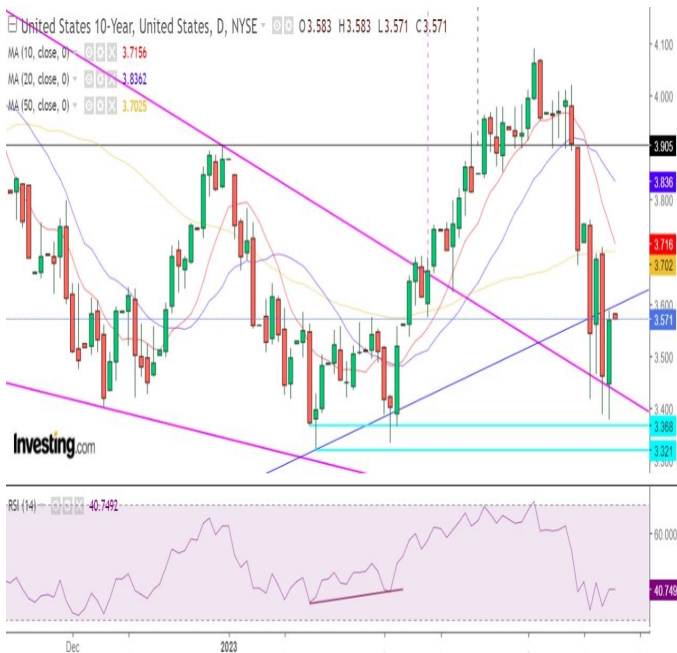 United States 10-Year, United States, D, NYSE O3.583 H3.583 L3.571 C3.571
MA (10, close, 0) 3.7156
MA (20, close, 0) 3.8362
MA (50, close, 0) 3.7025
4.100
4.000
3.905
3.836
3.800
3.716
3.702
3.600
3.571
3.500
3.400
3.368
3.321
3.300
Investing.com
RSI (14) 40.7492
60.000
40.749
Dec 2023